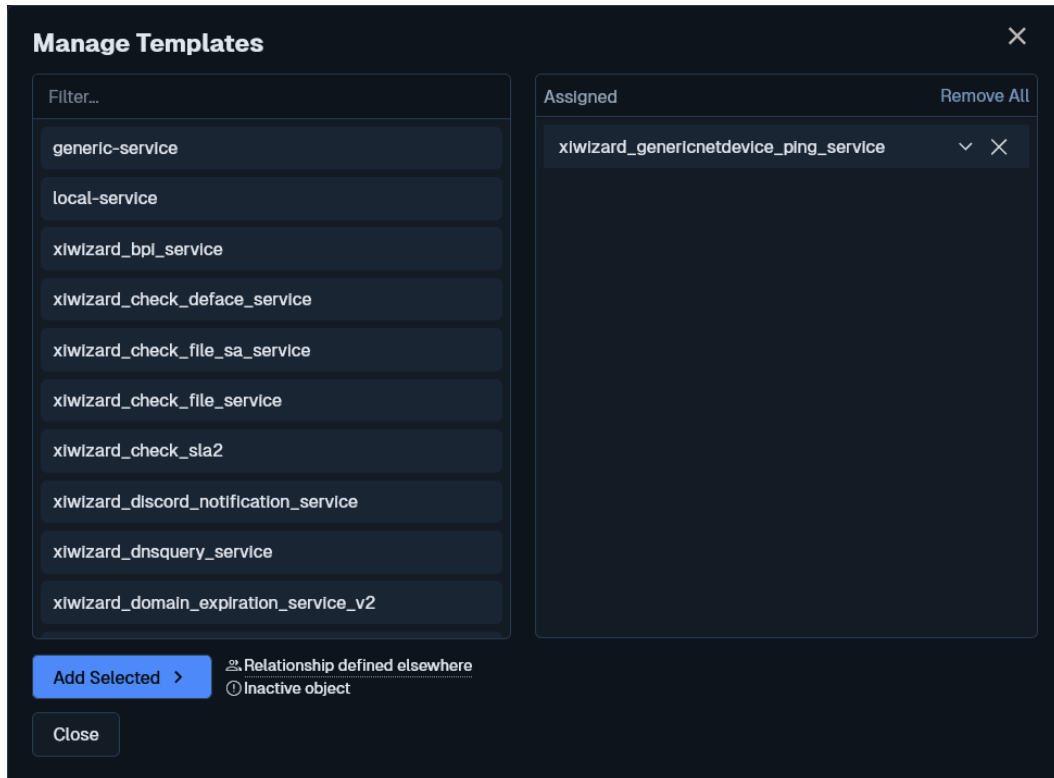 Manage Templates
Filter...
generic-service
local-service
xiwizard_bpi_service
xiwizard_check_deface_service
xiwizard_check_file_sa_service
xiwizard_check_file_service
xiwizard_check_sla2
xiwizard_discord_notification_service
xiwizard_dnsquery_service
xiwizard_domain_expiration_service_v2
Assigned Remove All
xiwizard_genericnetdevice_ping_service
Add Selected
Relationship defined elsewhere
Inactive object
Close